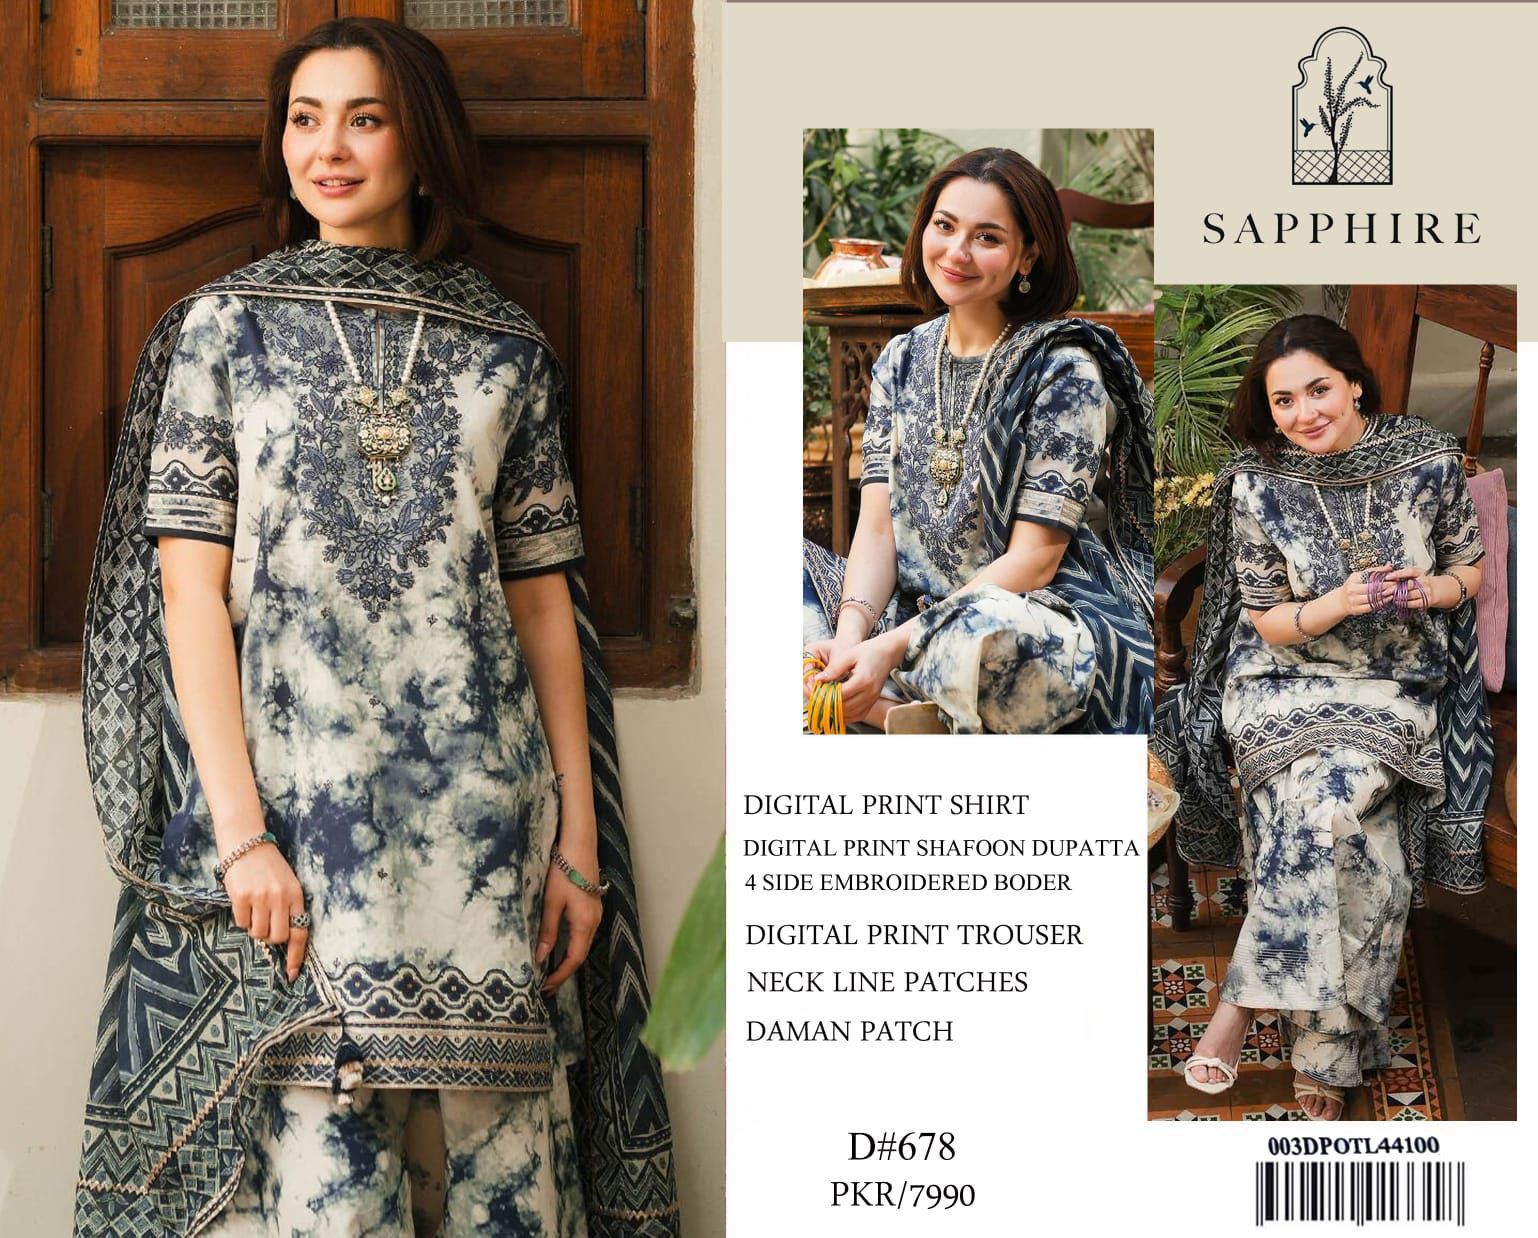 SAPPHIRE
DIGITAL PRINT SHIRT
DIGITAL PRINT SHAFOON DUPATTA
4 SIDE EMBROIDERED BODER
DIGITAL PRINT TROUSER
NECK LINE PATCHES
DAMAN PATCH
D#678
PKR/7990
003DPOTL44100